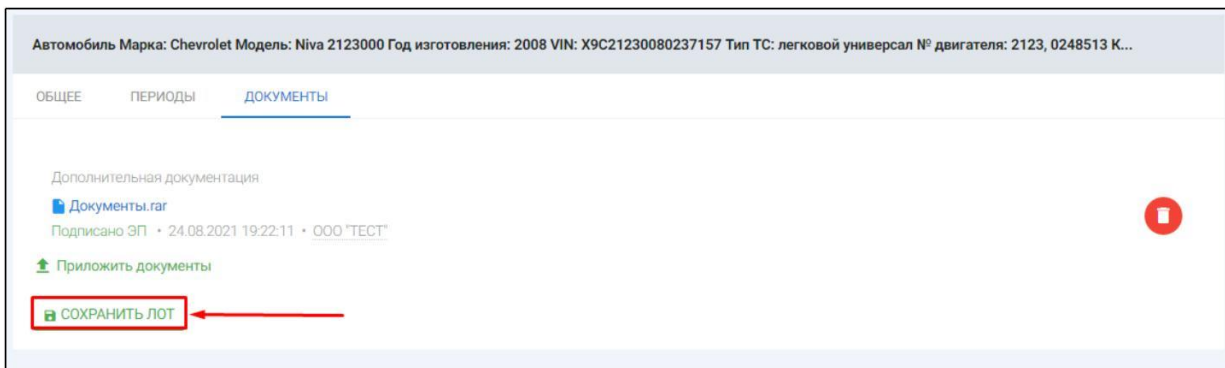 Автомобиль Марка: Chevrolet Модель: Niva 2123000 Год изготовления: 2008 VIN: X9C21230080237157 Тип ТС: легковой универсал № двигателя: 2123, 0248513 К...
ОБЩЕЕ ПЕРИОДЫ ДОКУМЕНТЫ
Дополнительная документация
Документы.rar
Подписано ЭП • 24.08.2021 19:22:11 • ООО "ТЕСТ"
Приложить документы
СОХРАНИТЬ ЛОТ